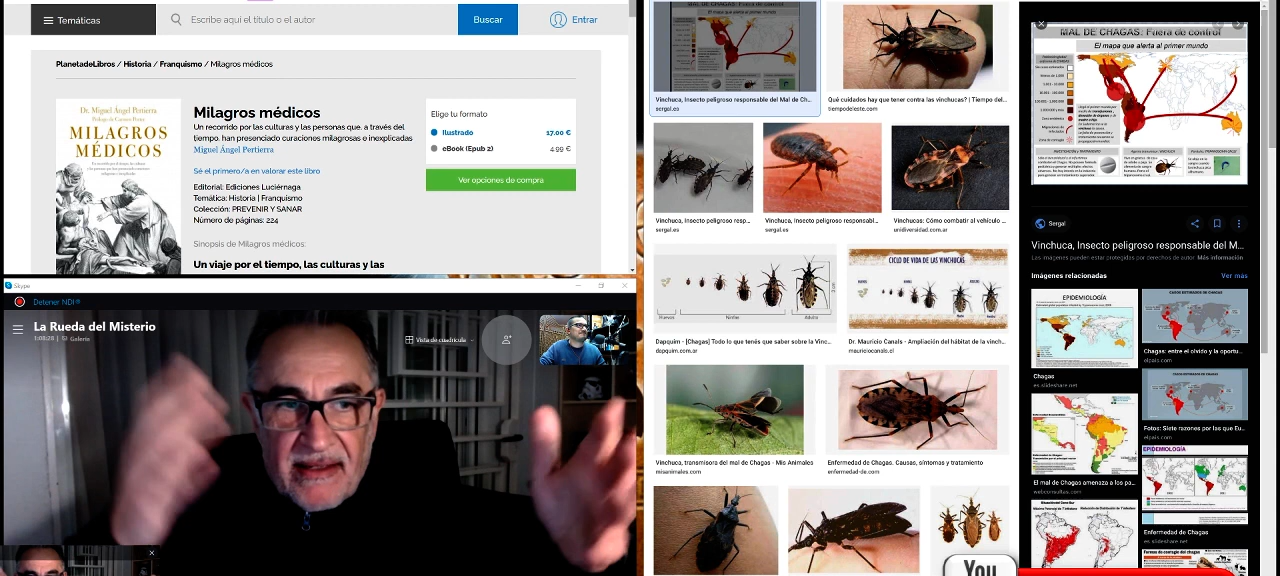 Temáticas
Escribe aquí el título o el autor
Buscar
Entrar
PlanetadeLibros / Historia / Franquismo / Milagros médicos
Dr. Miguel Ángel Pertierra
MILAGROS
MÉDICOS
Milagros médicos
Un recorrido por las culturas y las personas que, a través del
tiempo, han presenciado curaciones milagrosas e inexplicables
Miguel Ángel Pertierra
Sé el primero/a en valorar este libro
Editorial: Ediciones Luciérnaga
Temática: Historia | Franquismo
Colección: PREVENIR Y SANAR
Número de páginas: 224
Sinopsis de Milagros médicos:
Un viaje por el tiempo, las culturas y las
Elige tu formato
Ilustrado 17,00 €
eBook (Epub 2) 4,99 €
Ver opciones de compra
Skype
Detener NDI®
La Rueda del Misterio
1:08:28 | Galería
Vista de cuadrícula
Vinchuca, Insecto peligroso responsable del Mal de Ch...
sergal.es
Qué cuidados hay que tener contra las vinchucas? | Tiempo del...
tiempodeleste.com
Vinchuca, Insecto peligroso resp...
sergal.es
Vinchuca, Insecto peligroso responsabl...
sergal.es
Vinchucas: Cómo combatir al vehículo ...
unidiversidad.com.ar
Huevos
Ninfas
Adulto
CICLO DE VIDA DE LAS VINCHUCAS
Dapquim - [Chagas] Todo lo que tenés que saber sobre la Vinc...
dapquim.com.ar
Dr. Mauricio Canals - Ampliación del hábitat de la vinch...
mauriciocanals.cl
Vinchuca, transmisora del mal de Chagas - Mis Animales
misanimales.com
Enfermedad de Chagas. Causas, síntomas y tratamiento
enfermedad-de.com
You
MAL DE CHAGAS: Fuera de control
El mapa que alerta al primer mundo
Sergal
Vinchuca, Insecto peligroso responsable del M...
Las imágenes pueden estar protegidas por derechos de autor. Más información
Imágenes relacionadas
Ver más
EPIDEMIOLOGÍA
Chagas
es.slideshare.net
Chagas: entre el olvido y la oportu...
elpais.com
Fotos: Siete razones por las que Eu...
elpais.com
El mal de Chagas amenaza a los pa...
webconsultas.com
EPIDEMIOLOGÍA
Enfermedad de Chagas
es.slideshare.net
Formas de contagio del chagas